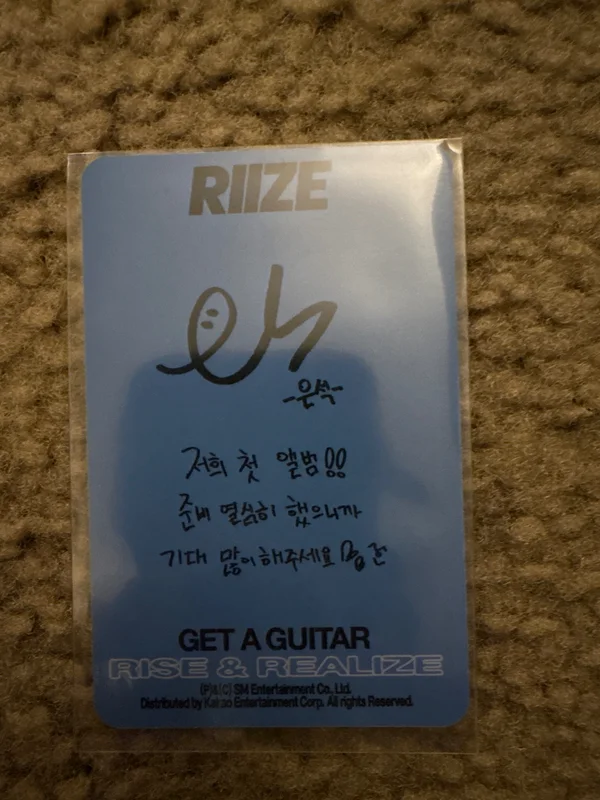 RIIZE
-은석-
저희 첫 앨범!!
준비 열심히 했으니까
기대 많이해주세요
GET A GUITAR
RISE & REALIZE
(P)&(C) SM Entertainment Co., Ltd.
Distributed by Kakao Entertainment Corp. All rights Reserved.